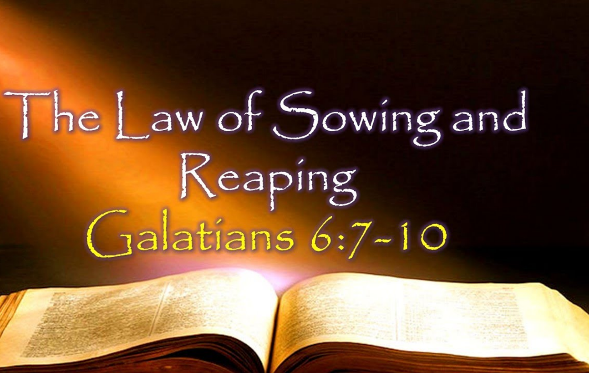 The Law of Sowing and
Reaping
Galatians 6:7-10